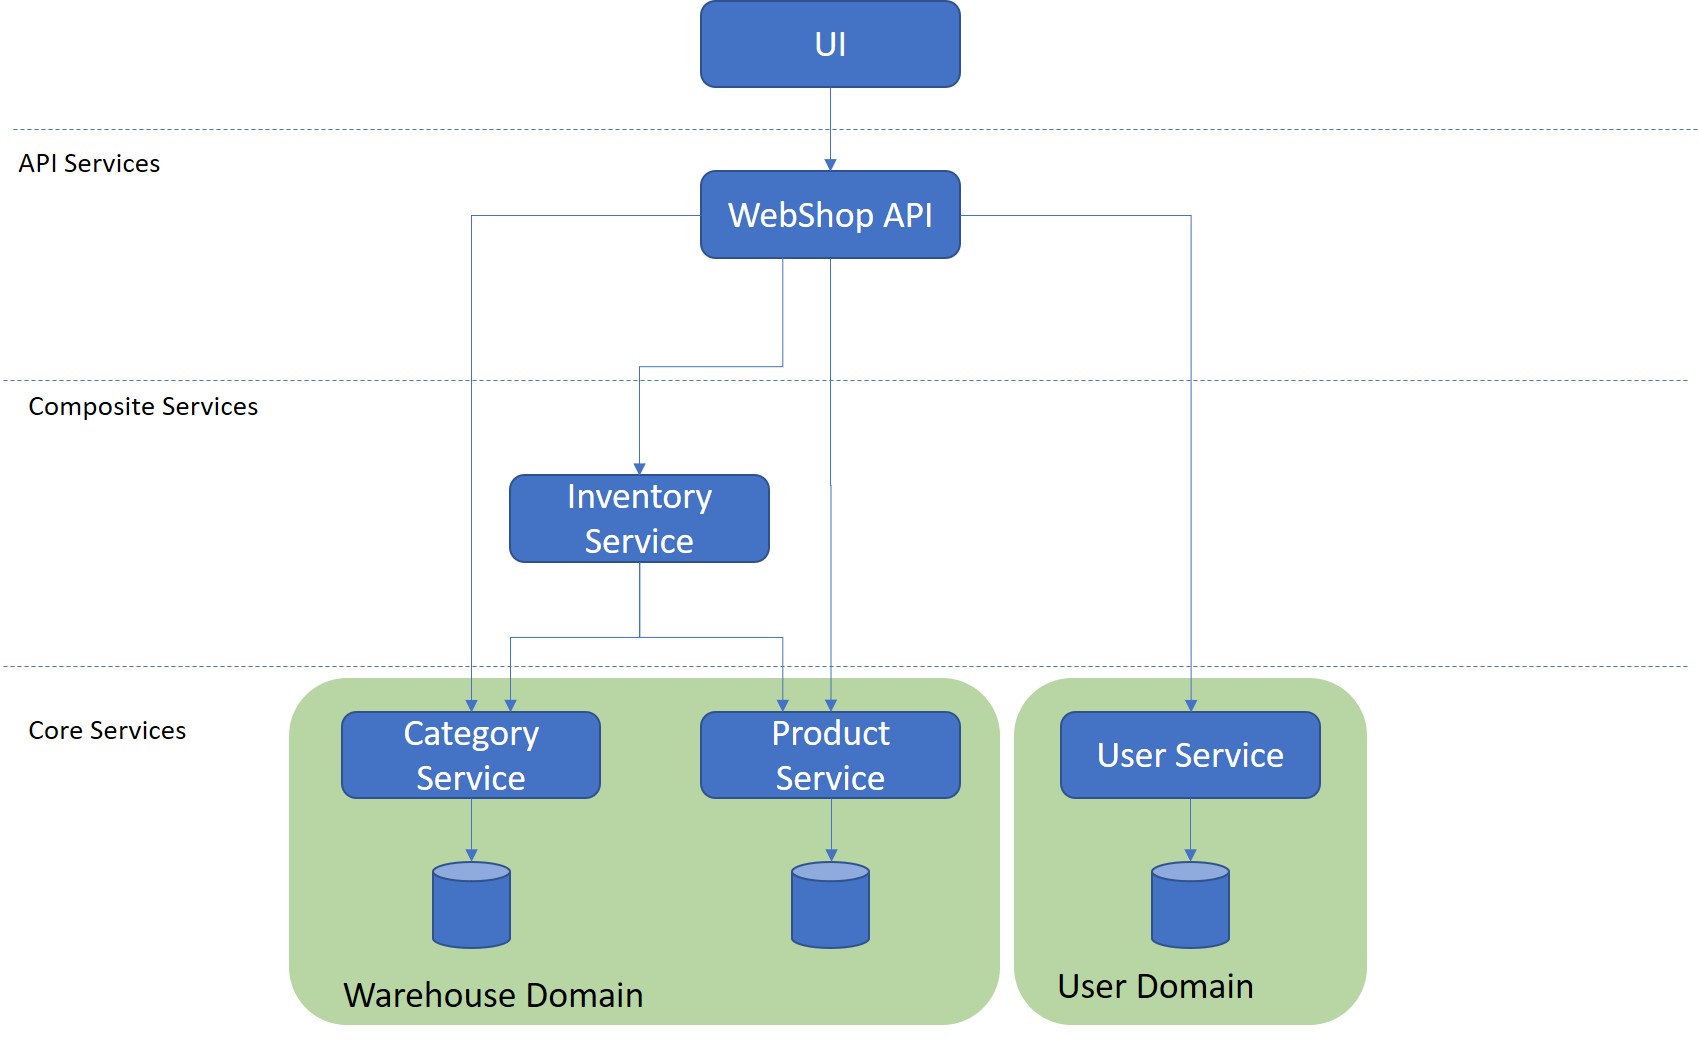 UI
API Services
WebShop API
Composite Services
Inventory
Service
Core Services
Category
Service
Product
Service
User Service
Warehouse Domain
User Domain